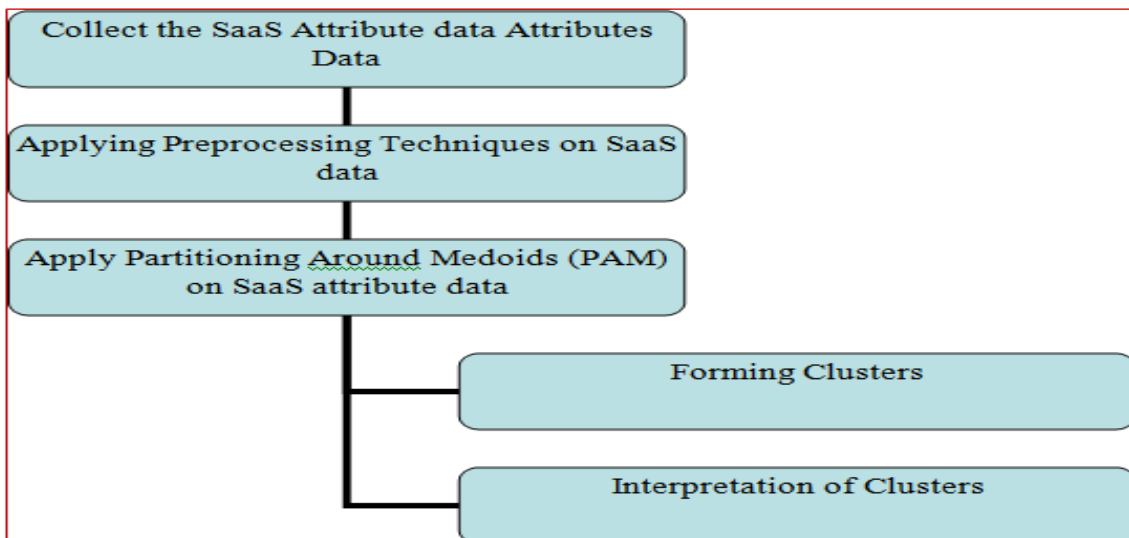 Collect the SaaS Attribute data Attributes
Data
Applying Preprocessing Techniques on SaaS
data
Apply Partitioning Around Medoids (PAM)
on SaaS attribute data
Forming Clusters
Interpretation of Clusters